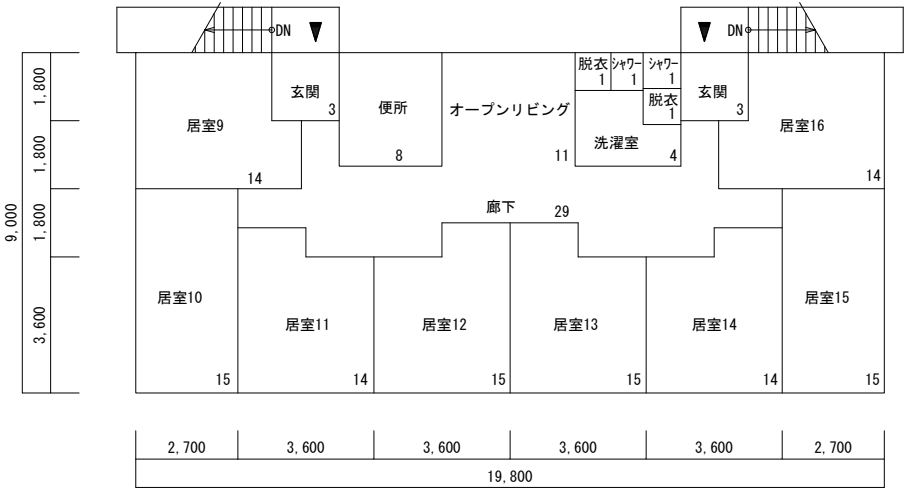 DN
DN
1,800
1,800
1,800
3,600
9,000
玄関
3
便所
8
オープンリビング
11
脱衣
1
シャワー
1
シャワー
1
脱衣
1
洗濯室
4
玄関
3
居室9
14
居室16
14
廊下 29
居室10
15
居室11
14
居室12
15
居室13
15
居室14
14
居室15
15
2,700
3,600
3,600
3,600
3,600
2,700
19,800